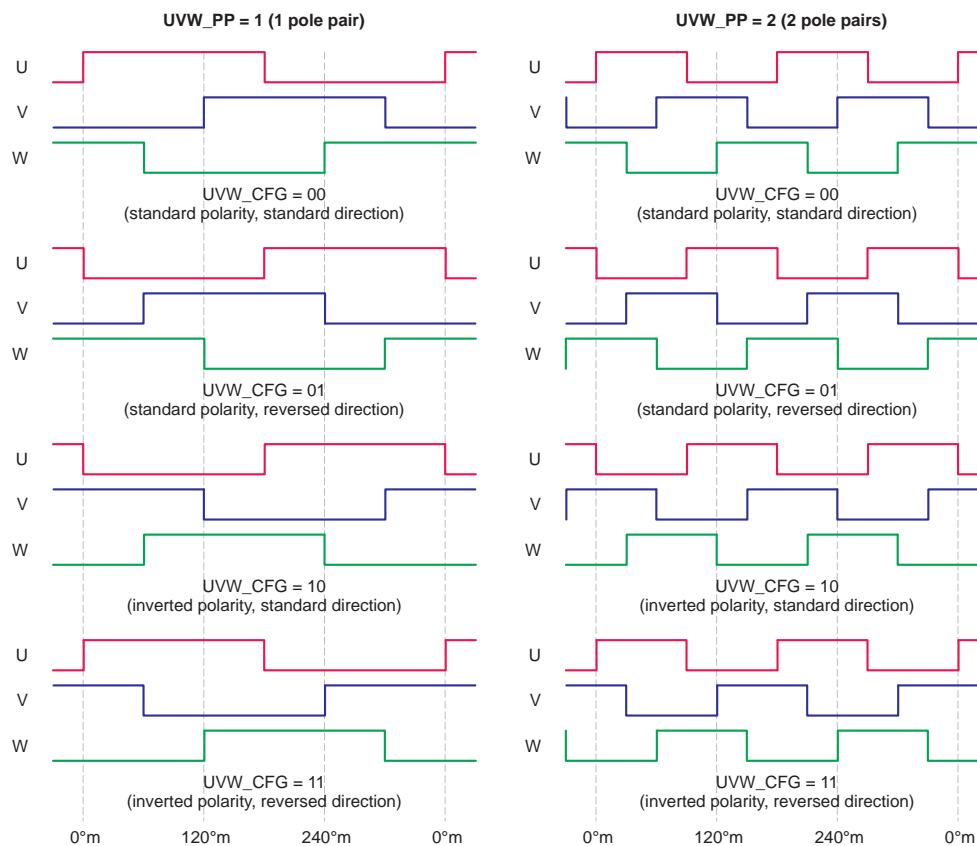 UVW_PP = 1 (1 pole pair)
U
V
W
UVW_CFG = 00
(standard polarity, standard direction)
U
V
W
UVW_CFG = 01
(standard polarity, reversed direction)
U
V
W
UVW_CFG = 10
(inverted polarity, standard direction)
U
V
W
UVW_CFG = 11
(inverted polarity, reversed direction)
0°m 120°m 240°m 0°m
UVW_PP = 2 (2 pole pairs)
U
V
W
UVW_CFG = 00
(standard polarity, standard direction)
U
V
W
UVW_CFG = 01
(standard polarity, reversed direction)
U
V
W
UVW_CFG = 10
(inverted polarity, standard direction)
U
V
W
UVW_CFG = 11
(inverted polarity, reversed direction)
0°m 120°m 240°m 0°m